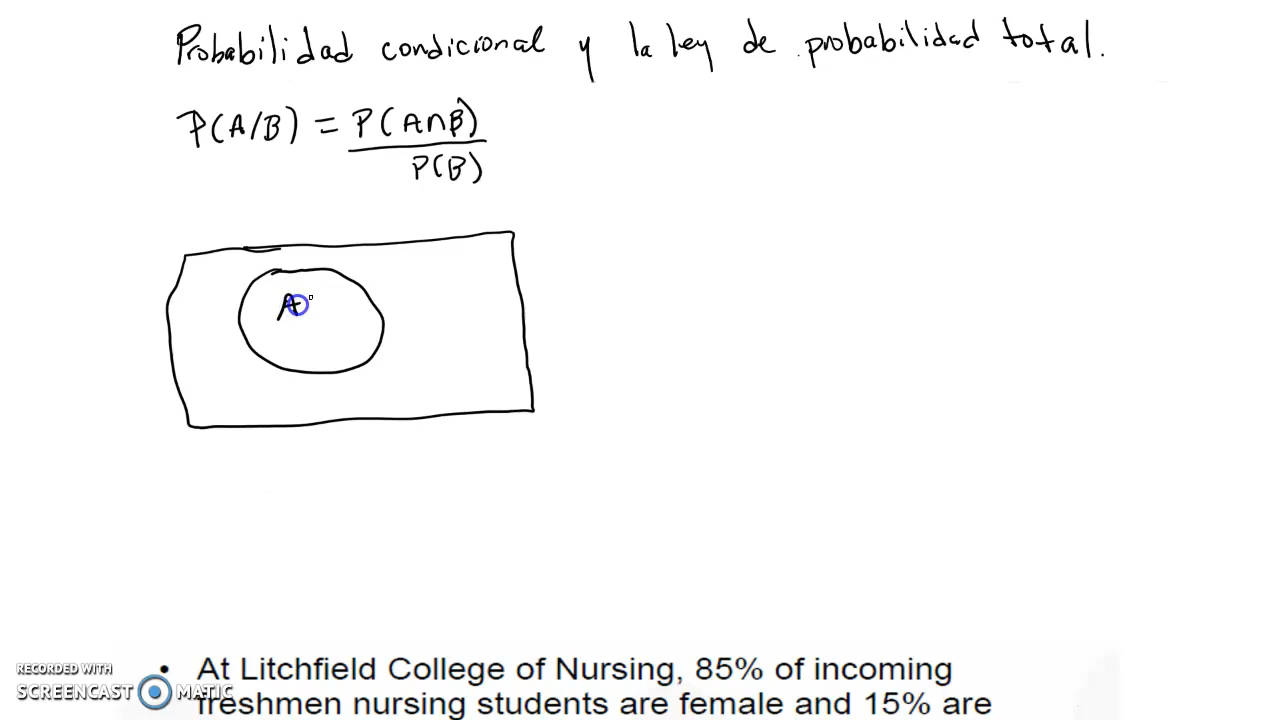 Probabilidad condicional y la ley de probabilidad total.
P(A/B) = P(A∩B)
P(B)
A
• At Litchfield College of Nursing, 85% of incoming
freshmen nursing students are female and 15% are
RECORDED WITH
SCREENCAST MATIC